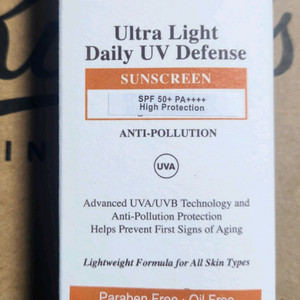 Ultra Light
Daily UV Defense
SUNSCREEN
SPF 50+ PA++++
High Protection
ANTI-POLLUTION
UVA
Advanced UVA/UVB Technology and
Anti-Pollution Protection
Helps Prevent First Signs of Aging
Lightweight Formula for All Skin Types
Paraben Free · Oil Free